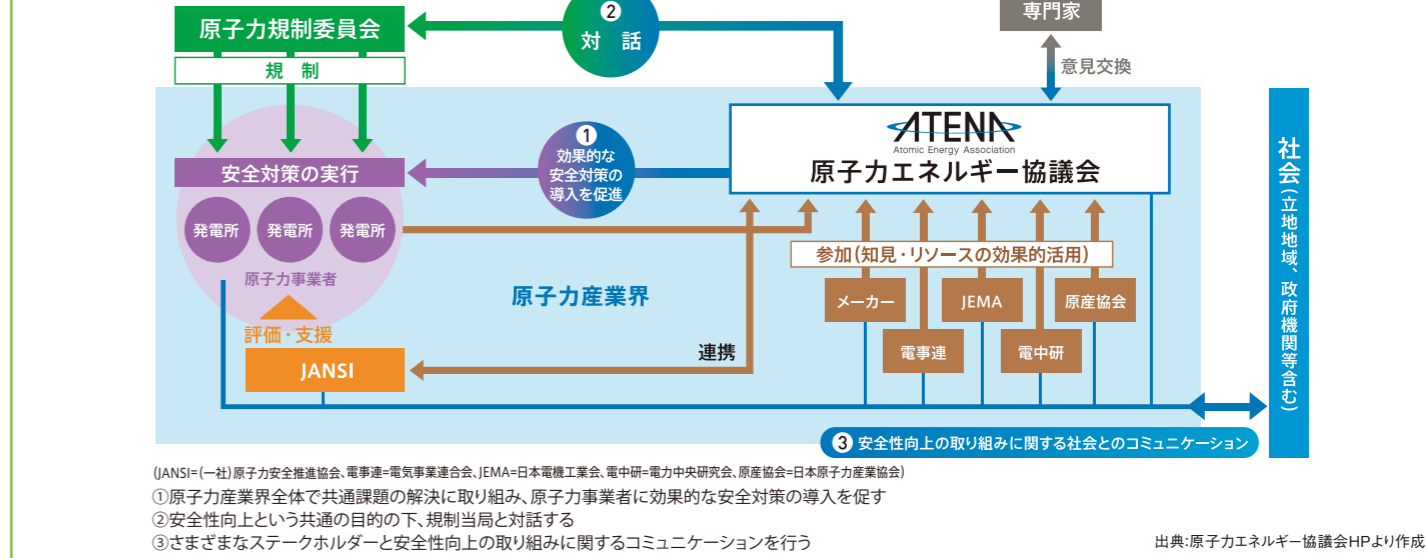 専門家
原子力規制委員会
②
対 話
意見交換
規 制
ATENA
Atomic Energy Association
原子力エネルギー協議会
①
効果的な
安全対策の
導入を促進
安全対策の実行
発電所 発電所 発電所
原子力事業者
参加(知見・リソースの効果的活用)
原子力産業界
メーカー JEMA 原産協会
電事連 電中研
評価・支援
JANSI
連携
社会(立地地域、政府機関等含む)
③ 安全性向上の取り組みに関する社会とのコミュニケーション
(JANSI=(一社)原子力安全推進協会、電事連=電気事業連合会、JEMA=日本電機工業会、電中研=電力中央研究会、原産協会=日本原子力産業協会)
①原子力産業界全体で共通課題の解決に取り組み、原子力事業者に効果的な安全対策の導入を促す
②安全性向上という共通の目的の下、規制当局と対話する
③さまざまなステークホルダーと安全性向上の取り組みに関するコミュニケーションを行う
出典:原子力エネルギー協議会HPより作成